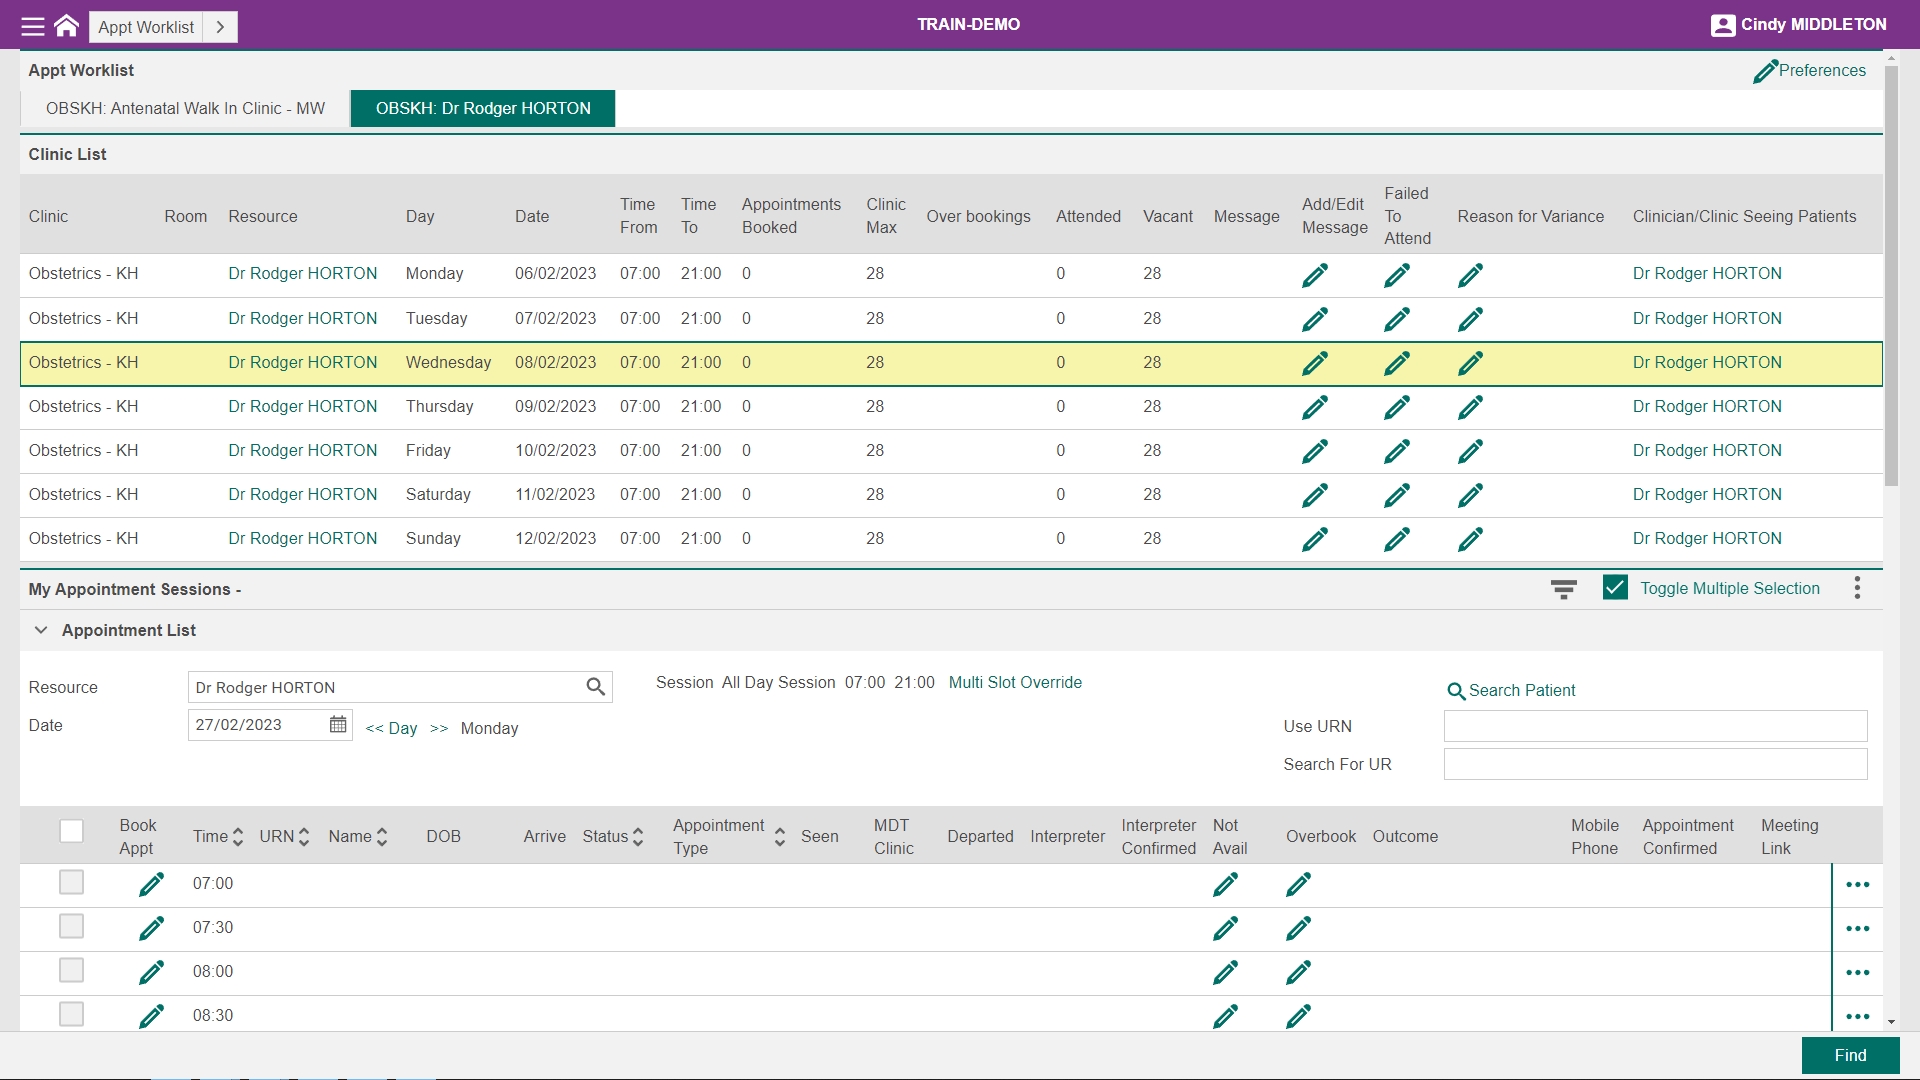 Appt Worklist
TRAIN-DEMO
Cindy MIDDLETON
Appt Worklist
Preferences
OBSKH: Antenatal Walk In Clinic - MW
OBSKH: Dr Rodger HORTON
Clinic List
Clinic Room Resource Day Date Time From Time To Appointments Booked Clinic Max Over bookings Attended Vacant Message Add/Edit Message Failed To Attend Reason for Variance Clinician/Clinic Seeing Patients
Obstetrics - KH Dr Rodger HORTON Monday 06/02/2023 07:00 21:00 0 28 0 28 Dr Rodger HORTON
Obstetrics - KH Dr Rodger HORTON Tuesday 07/02/2023 07:00 21:00 0 28 0 28 Dr Rodger HORTON
Obstetrics - KH Dr Rodger HORTON Wednesday 08/02/2023 07:00 21:00 0 28 0 28 Dr Rodger HORTON
Obstetrics - KH Dr Rodger HORTON Thursday 09/02/2023 07:00 21:00 0 28 0 28 Dr Rodger HORTON
Obstetrics - KH Dr Rodger HORTON Friday 10/02/2023 07:00 21:00 0 28 0 28 Dr Rodger HORTON
Obstetrics - KH Dr Rodger HORTON Saturday 11/02/2023 07:00 21:00 0 28 0 28 Dr Rodger HORTON
Obstetrics - KH Dr Rodger HORTON Sunday 12/02/2023 07:00 21:00 0 28 0 28 Dr Rodger HORTON
My Appointment Sessions -
Toggle Multiple Selection
Appointment List
Resource Dr Rodger HORTON
Session All Day Session 07:00 21:00 Multi Slot Override
Search Patient
Date 27/02/2023 << Day >> Monday
Use URN
Search For UR
Book Appt Time URN Name DOB Arrive Status Appointment Type Seen MDT Clinic Departed Interpreter Interpreter Confirmed Not Avail Overbook Outcome Mobile Phone Appointment Confirmed Meeting Link
07:00
07:30
08:00
08:30
Find